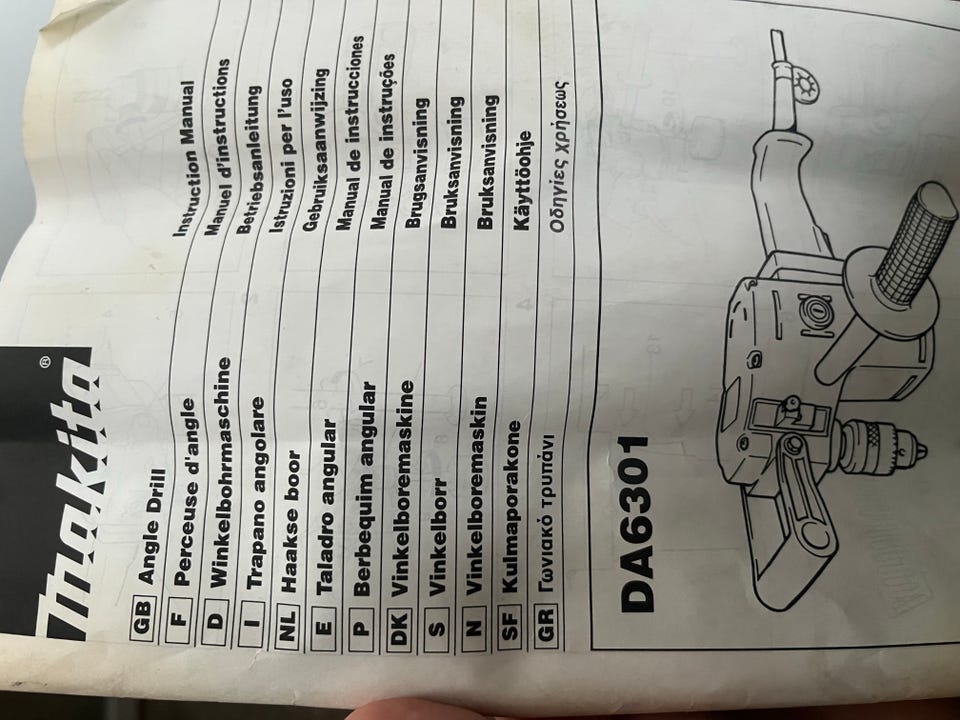 makita®
GB Angle Drill Instruction Manual
F Perceuse d'angle Manuel d'instructions
D Winkelbohrmaschine Betriebsanleitung
I Trapano angolare Istruzioni per l'uso
NL Haakse boor Gebruiksaanwijzing
E Taladro angular Manual de instrucciones
P Berbequim angular Manual de instruções
DK Vinkelboremaskine Brugsanvisning
S Vinkelborr Bruksanvisning
N Vinkelboremaskin Bruksanvisning
SF Kulmaporakone Käyttöohje
GR Γωνιακό τρυπάνι Οδηγίες χρήσεως
DA6301